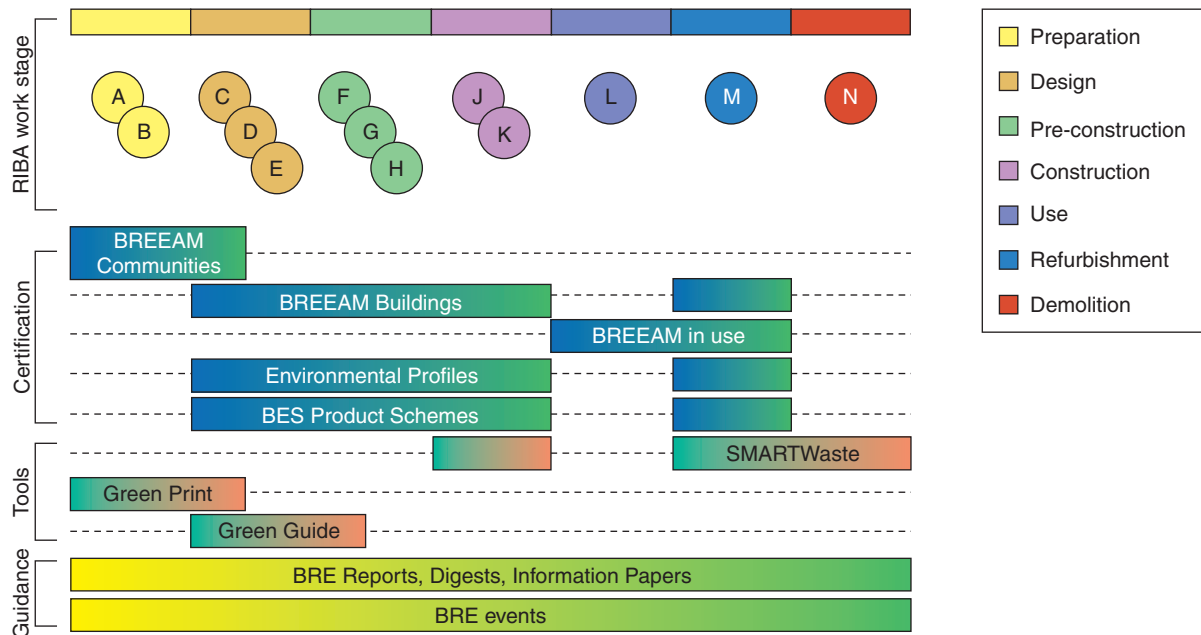 RIBA work stage
A
B
C
D
E
F
G
H
J
K
L
M
N
Preparation
Design
Pre-construction
Construction
Use
Refurbishment
Demolition
Certification
BREEAM
Communities
BREEAM Buildings
BREEAM in use
Environmental Profiles
BES Product Schemes
Tools
SMARTWaste
Green Print
Green Guide
Guidance
BRE Reports, Digests, Information Papers
BRE events